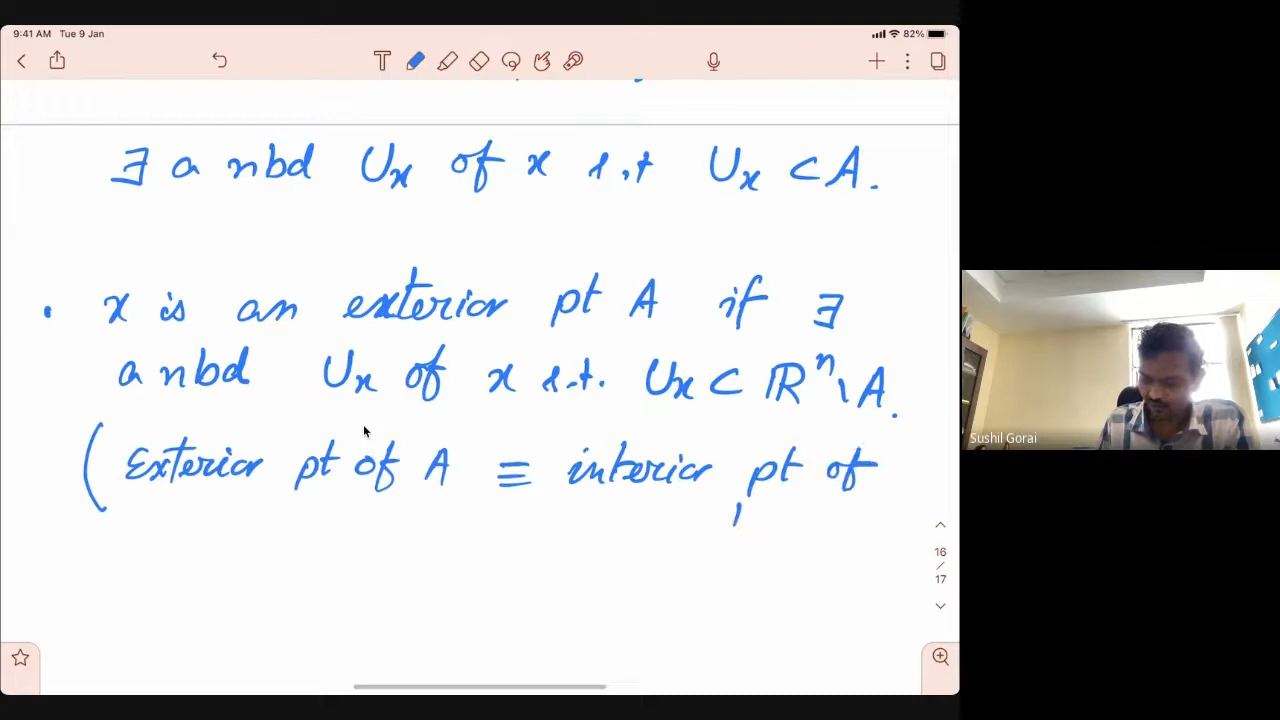 9:41 AM Tue 9 Jan
82%
∃ a nbd Uₓ of x s.t Uₓ ⊂ A.
• x is an exterior pt A if ∃
a nbd Uₓ of x s.t. Uₓ ⊂ ℝⁿ \ A.
(Exterior pt of A ≡ interior pt of
16
/
17
Sushil Gorai